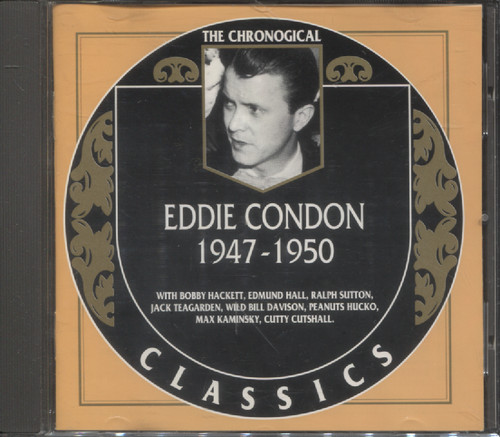 THE CHRONOGICAL
EDDIE CONDON
1947-1950
WITH BOBBY HACKETT, EDMUND HALL, RALPH SUTTON,
JACK TEAGARDEN, WILD BILL DAVISON, PEANUTS HUCKO,
MAX KAMINSKY, CUTTY CUTSHALL.
CLASSICS